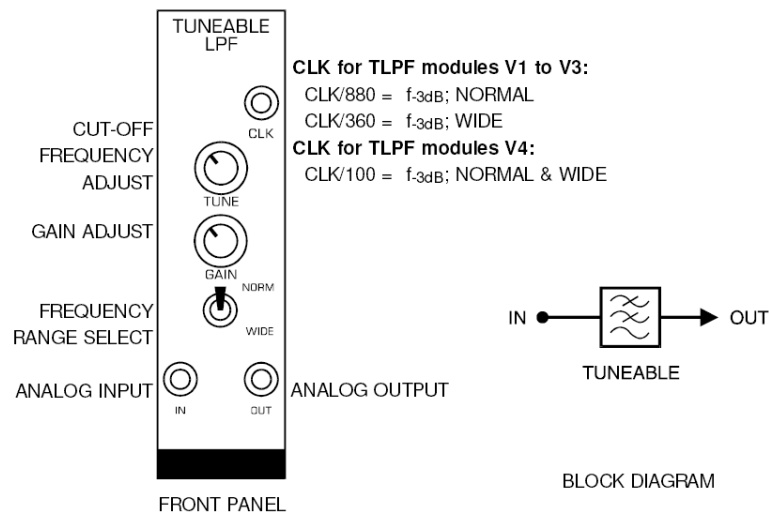 TUNEABLE
LPF
CLK for TLPF modules V1 to V3:
CLK/880 = f-3dB; NORMAL
CLK/360 = f-3dB; WIDE
CLK for TLPF modules V4:
CLK/100 = f-3dB; NORMAL & WIDE
CLK
CUT-OFF
FREQUENCY
ADJUST
TUNE
GAIN ADJUST
GAIN
NORM
FREQUENCY
RANGE SELECT
WIDE
ANALOG INPUT
IN
OUT
ANALOG OUTPUT
FRONT PANEL
IN
OUT
TUNEABLE
BLOCK DIAGRAM